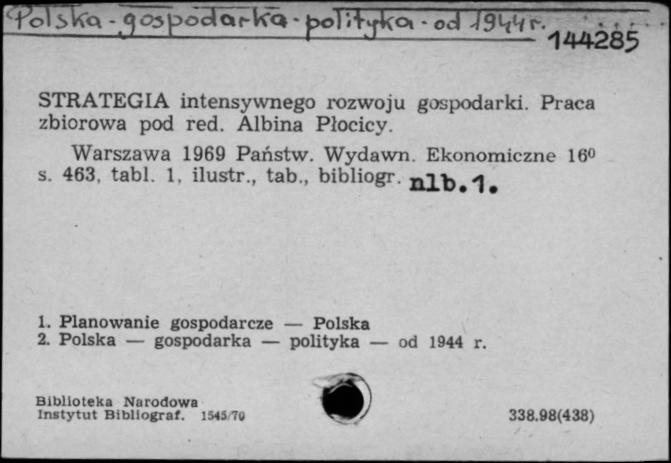 Polska - gospodarka - polityka - od 1944 r.
144285
STRATEGIA intensywnego rozwoju gospodarki. Praca
zbiorowa pod red. Albina Płocicy.
Warszawa 1969 Państw. Wydawn. Ekonomiczne 16⁰
s. 463, tabl. 1, ilustr., tab., bibliogr. nlb.1.
1. Planowanie gospodarcze — Polska
2. Polska — gospodarka — polityka — od 1944 r.
Biblioteka Narodowa
Instytut Bibliograf. 1545/70
338.98(438)